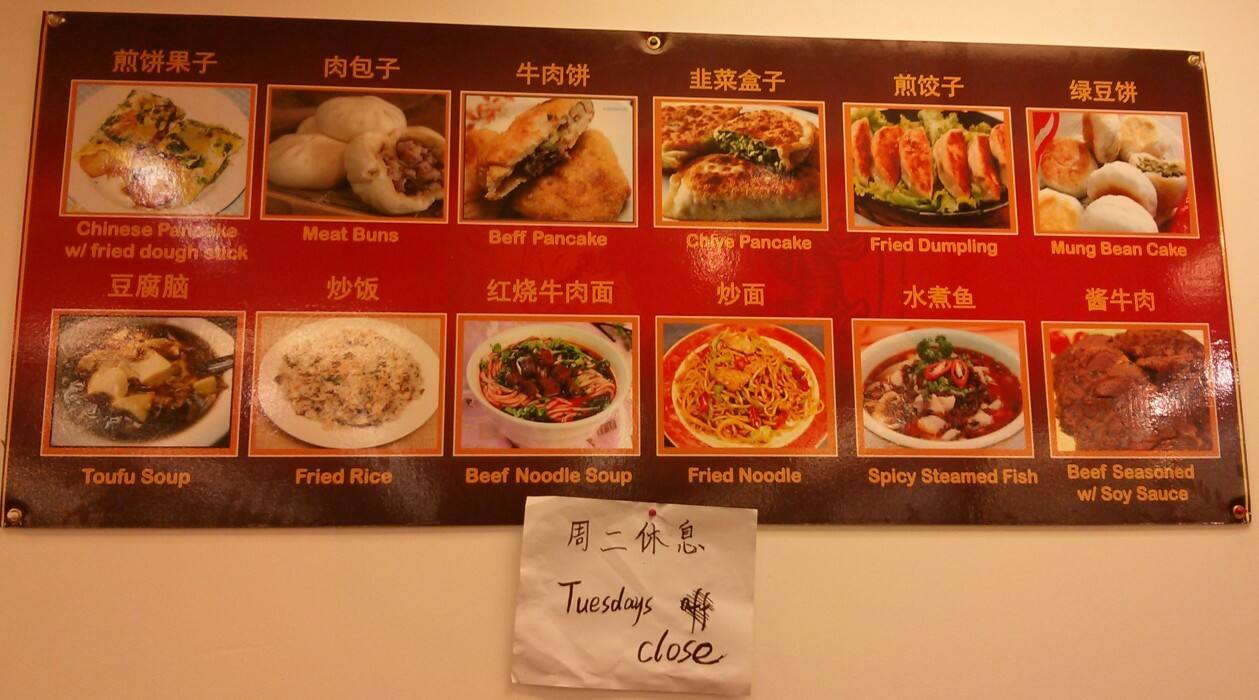 煎饼果子
肉包子
牛肉饼
韭菜盒子
煎饺子
绿豆饼
Chinese Pancake
w/ fried dough stick
Meat Buns
Beff Pancake
Chive Pancake
Fried Dumpling
Mung Bean Cake
豆腐脑
炒饭
红烧牛肉面
炒面
水煮鱼
酱牛肉
Toufu Soup
Fried Rice
Beef Noodle Soup
Fried Noodle
Spicy Steamed Fish
Beef Seasoned
w/ Soy Sauce
周二休息
Tuesdays
close